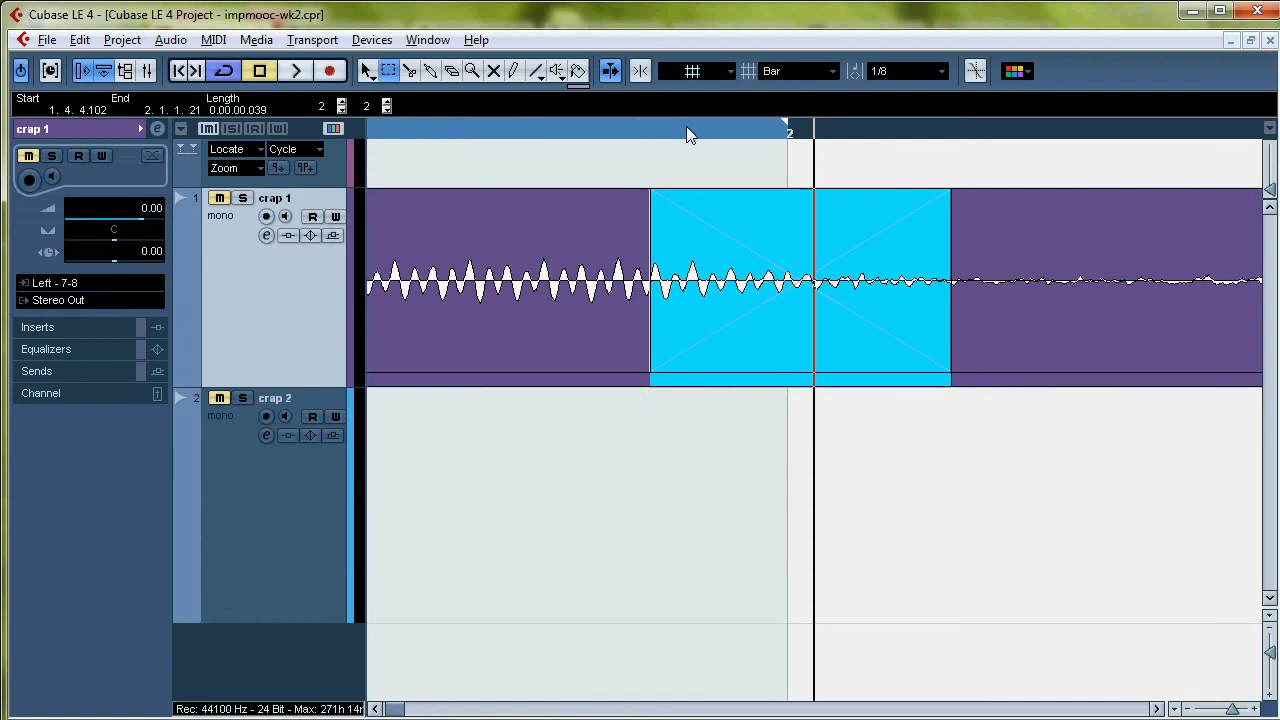 Cubase LE 4 - [Cubase LE 4 Project - impmooc-wk2.cpr]
File Edit Project Audio MIDI Media Transport Devices Window Help
Bar 1/8
Start End Length
1. 4. 4.102 2. 1. 1. 21 0.00.00.039 2 2
crap 1 e M S R W 2
Locate Cycle
M S R W
Zoom
0.00
1 M S crap 1
mono R W
C
e
0.00
Left - 7-8
Stereo Out
Inserts
Equalizers
Sends
Channel
2 M S crap 2
mono R W
e
Rec: 44100 Hz - 24 Bit - Max: 271h 14r